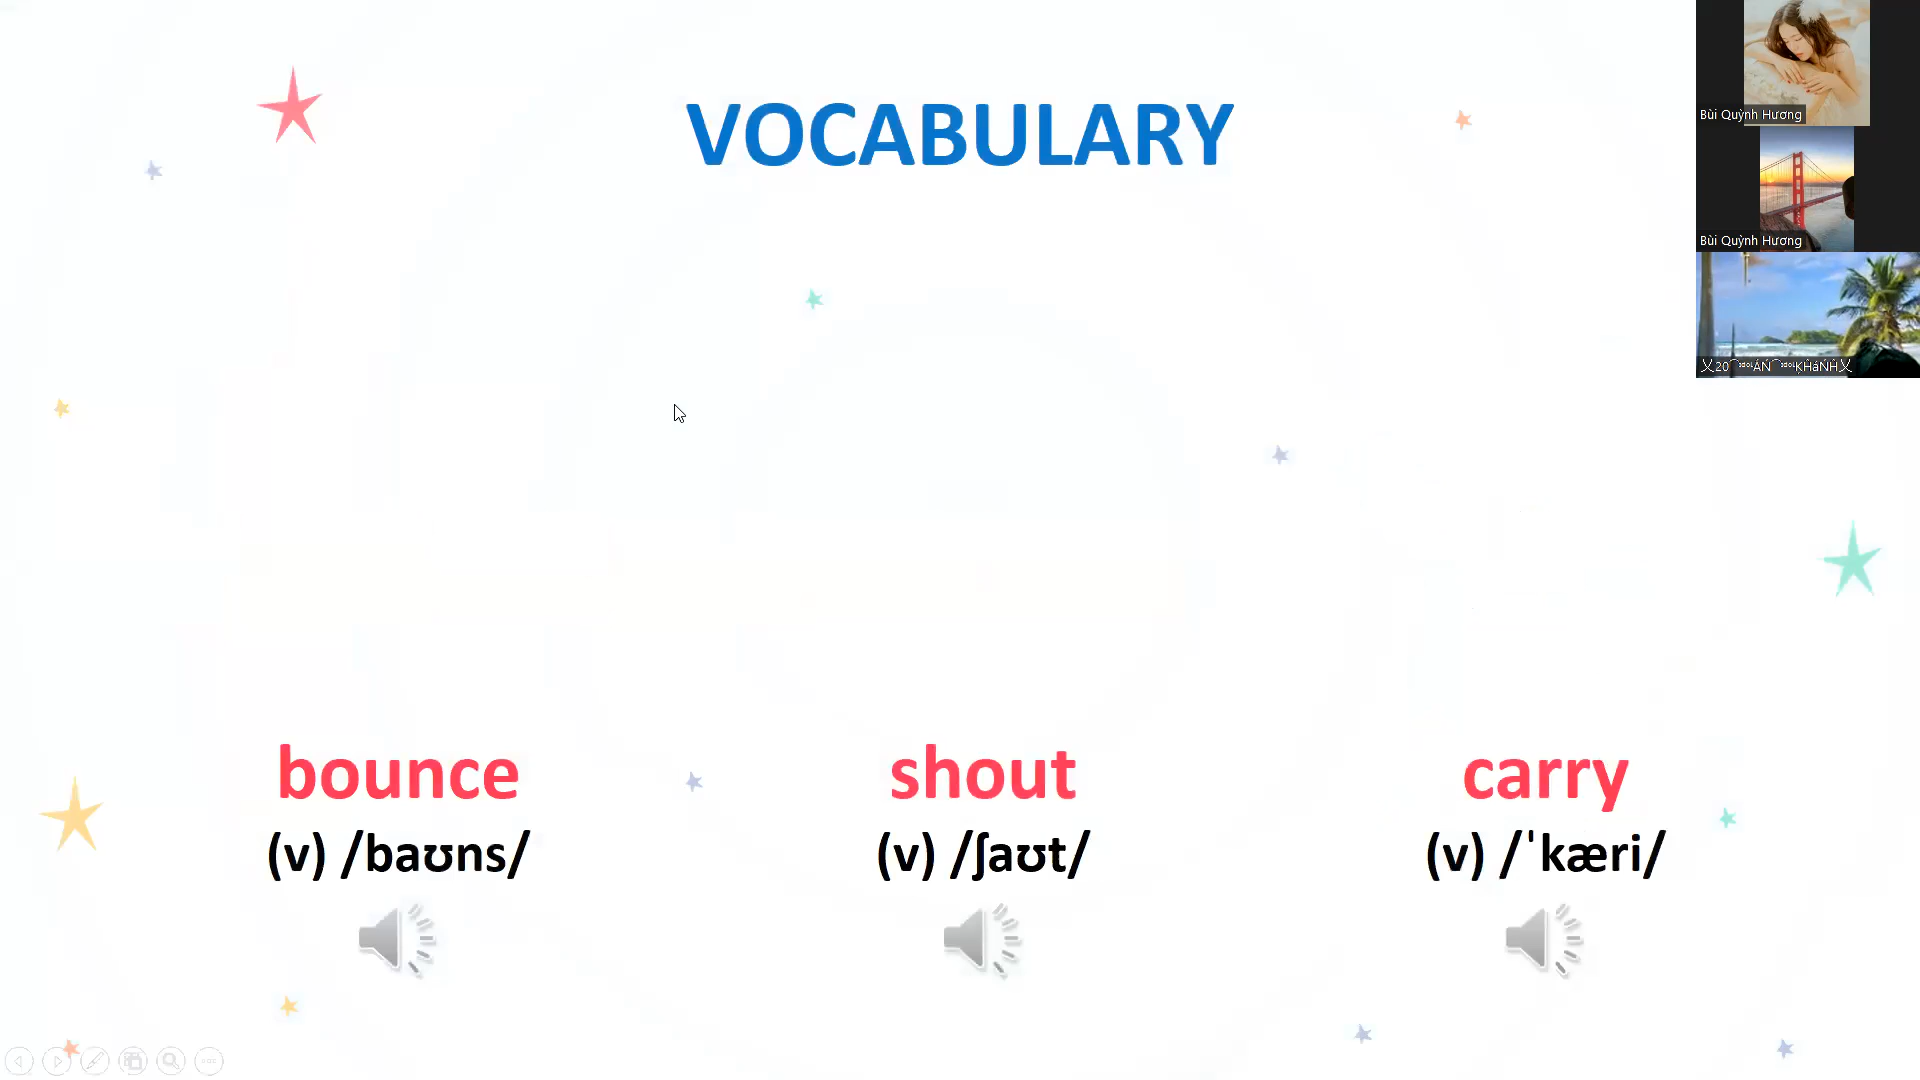 VOCABULARY
bounce
(v) /baʊns/
shout
(v) /ʃaʊt/
carry
(v) /ˈkæri/
Bùi Quỳnh Hương
Bùi Quỳnh Hương